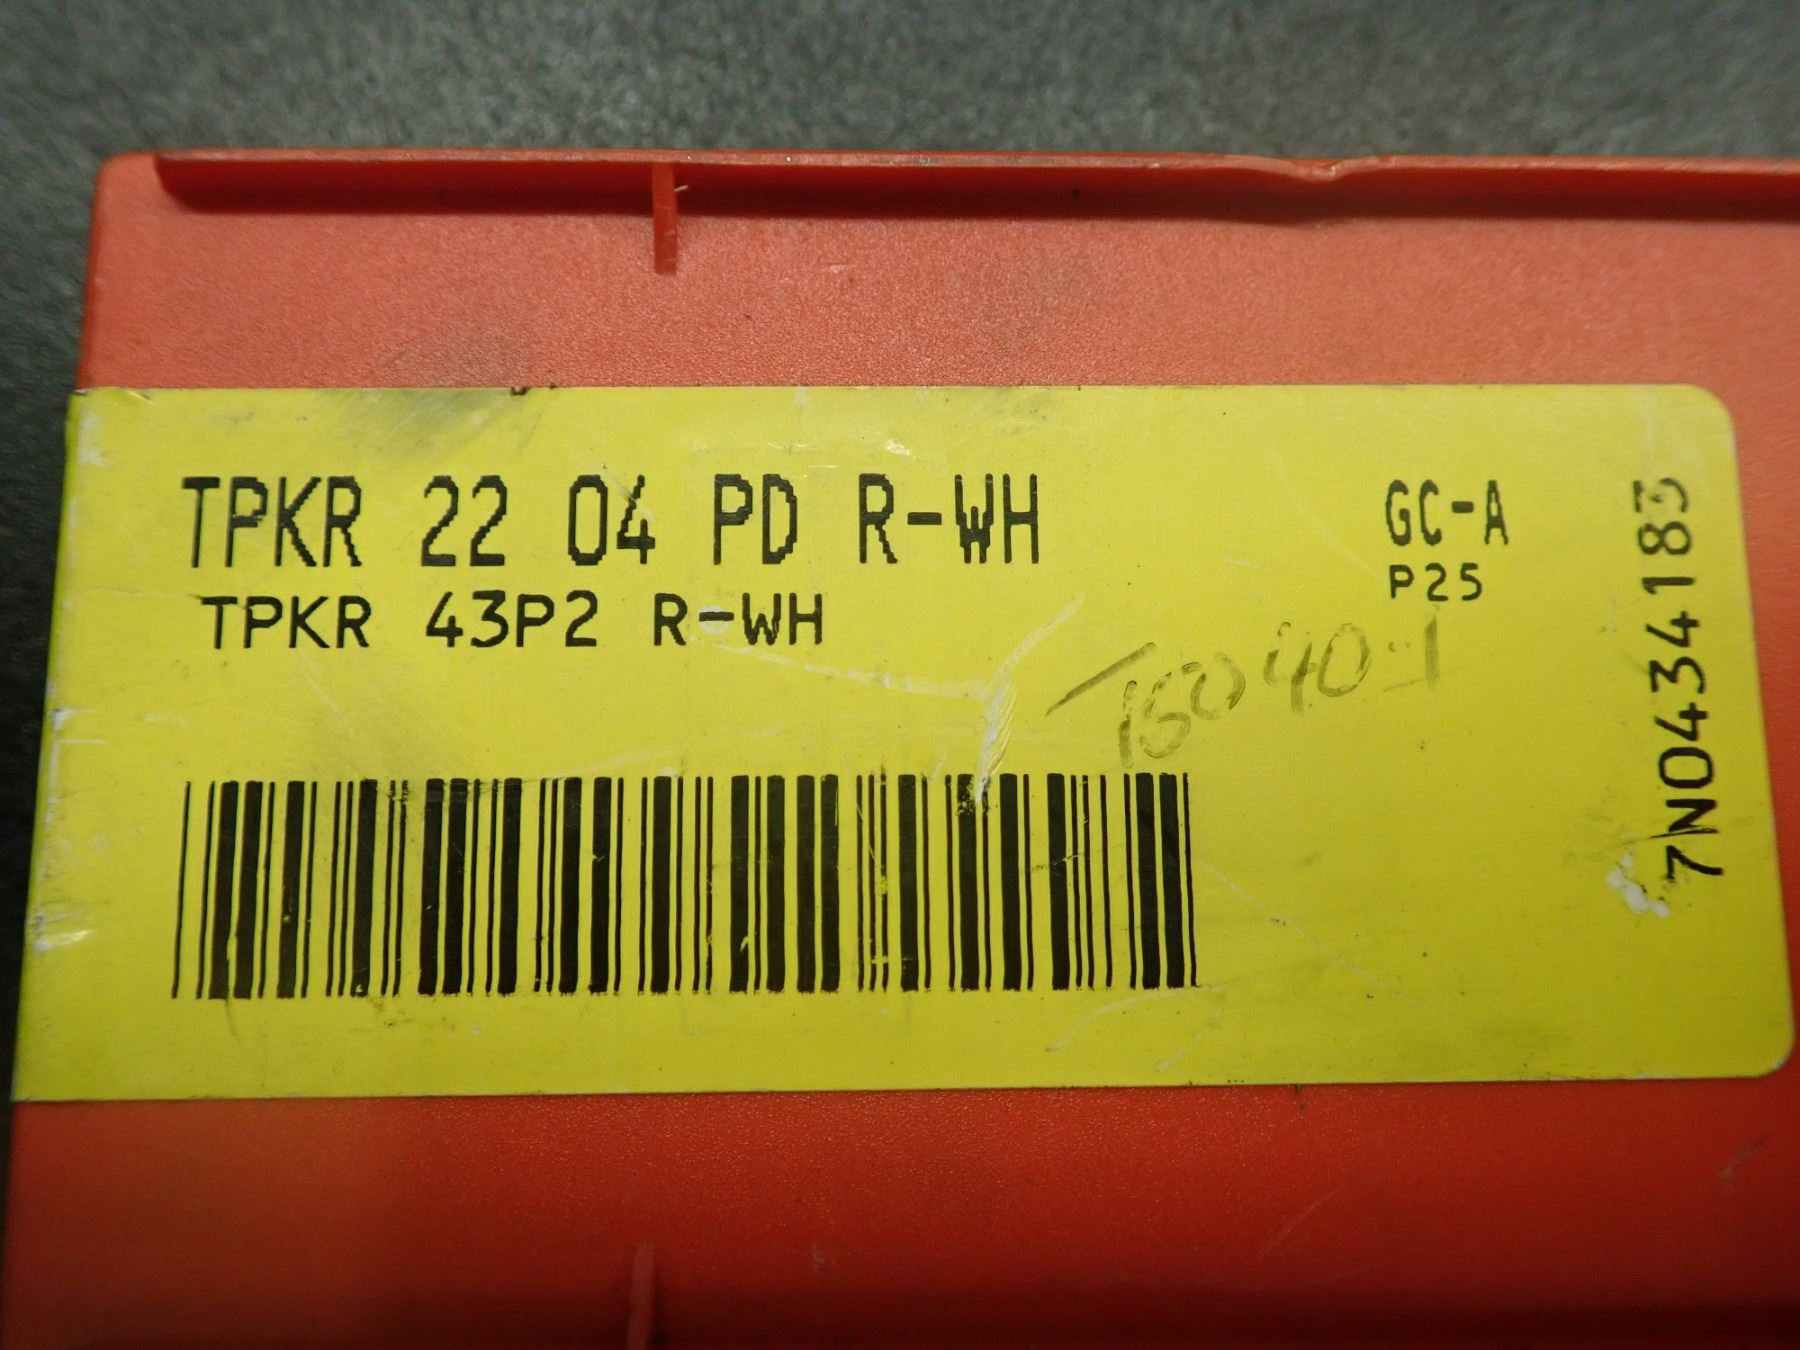 TPKR 22 04 PD R-WH GC-A
P25
TPKR 43P2 R-WH
7N0434183